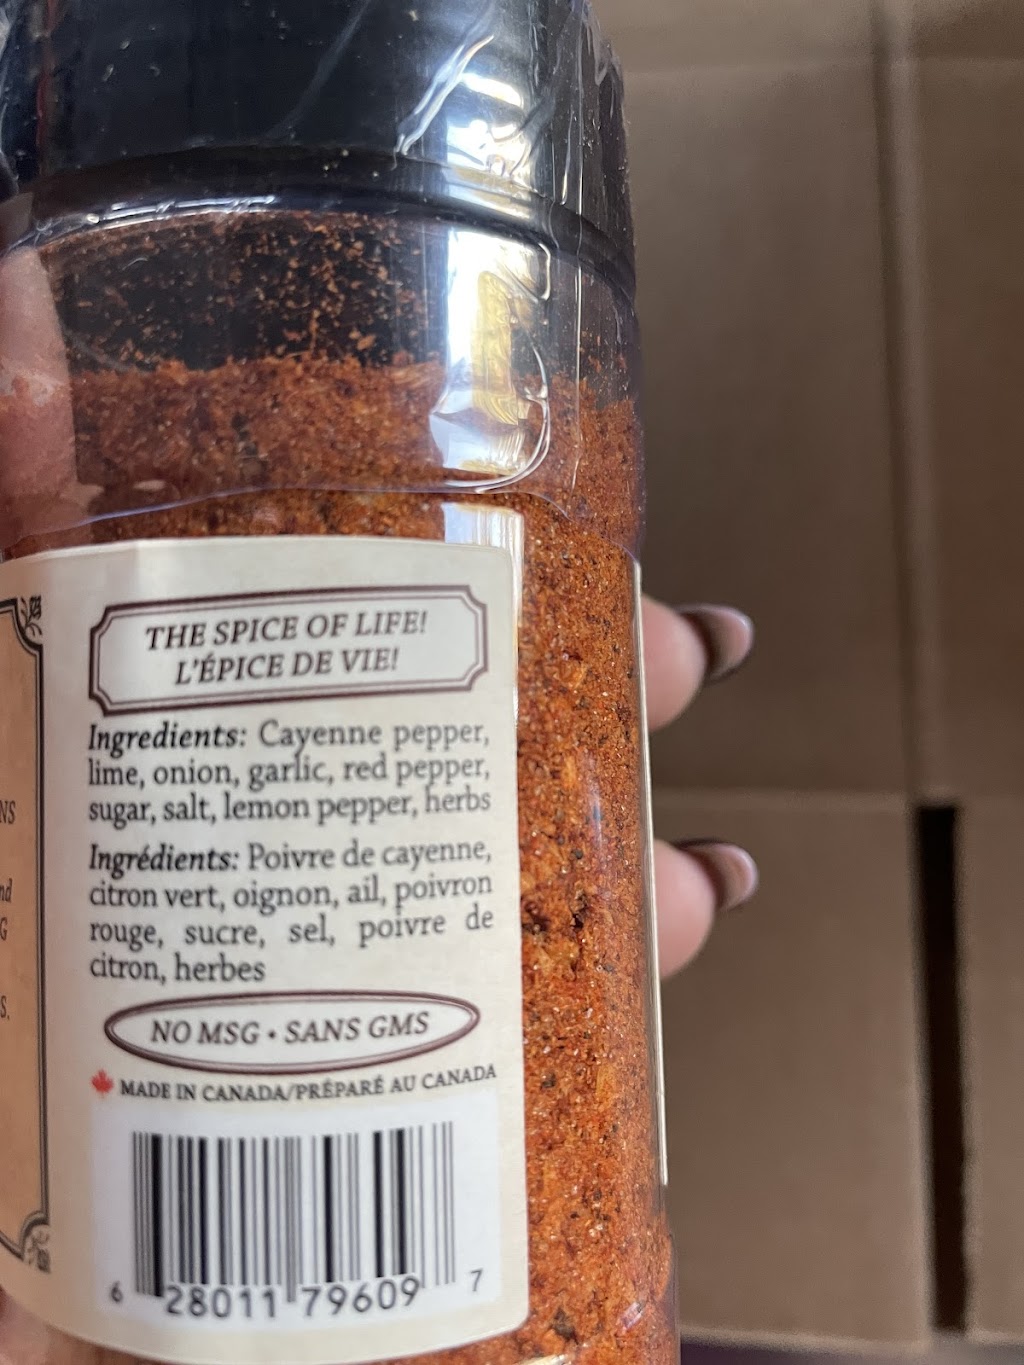 THE SPICE OF LIFE!
L'ÉPICE DE VIE!
Ingredients: Cayenne pepper,
lime, onion, garlic, red pepper,
sugar, salt, lemon pepper, herbs
Ingrédients: Poivre de cayenne,
citron vert, oignon, ail, poivron
rouge, sucre, sel, poivre de
citron, herbes
NO MSG • SANS GMS
MADE IN CANADA/PRÉPARÉ AU CANADA
6 28011 79609 7